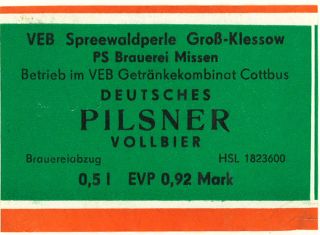 VEB Spreewaldperle Groß-Klessow
PS Brauerei Missen
Betrieb im VEB Getränkekombinat Cottbus
DEUTSCHES
PILSNER
VOLLBIER
Brauereiabzug HSL 1823600
0,5 l EVP 0,92 Mark